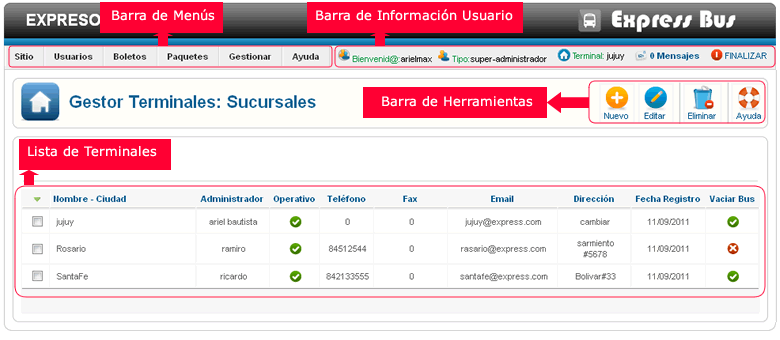 EXPRESO
Barra de Menús
Barra de Información Usuario
Express Bus
Sitio Usuarios Boletos Paquetes Gestionar Ayuda
Bienvenid@:arielmax Tipo:super-administrador Terminal: jujuy 0 Mensajes FINALIZAR
Gestor Terminales: Sucursales
Barra de Herramientas
Nuevo Editar Eliminar Ayuda
Lista de Terminales
Nombre - Ciudad Administrador Operativo Teléfono Fax Email Dirección Fecha Registro Vaciar Bus
jujuy ariel bautista 0 0 jujuy@express.com cambiar 11/09/2011
Rosario ramiro 84512544 0 rasario@express.com sarmiento #5678 11/09/2011
SantaFe ricardo 842133555 0 santafe@express.com Bolivar#33 11/09/2011